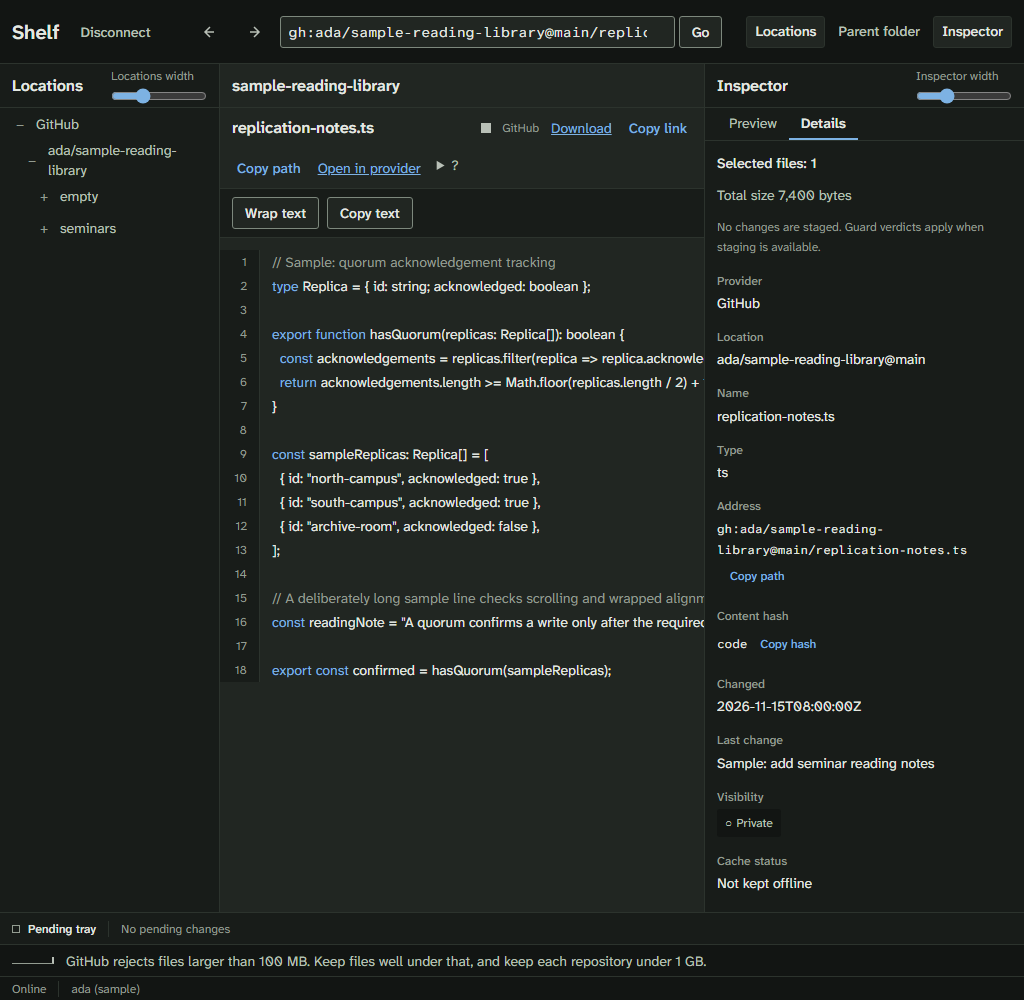 Shelf Disconnect ← → gh:ada/sample-reading-library@main/replic Go Locations Parent folder Inspector
Locations Locations width
− GitHub
− ada/sample-reading-
library
+ empty
+ seminars
sample-reading-library
replication-notes.ts GitHub Download Copy link
Copy path Open in provider ▶ ?
Wrap text Copy text
1 // Sample: quorum acknowledgement tracking
2 type Replica = { id: string; acknowledged: boolean };
3
4 export function hasQuorum(replicas: Replica[]): boolean {
5 const acknowledgements = replicas.filter(replica => replica.acknowle
6 return acknowledgements.length >= Math.floor(replicas.length / 2) +
7 }
8
9 const sampleReplicas: Replica[] = [
10 { id: "north-campus", acknowledged: true },
11 { id: "south-campus", acknowledged: true },
12 { id: "archive-room", acknowledged: false },
13 ];
14
15 // A deliberately long sample line checks scrolling and wrapped alignm
16 const readingNote = "A quorum confirms a write only after the required
17
18 export const confirmed = hasQuorum(sampleReplicas);
Inspector Inspector width
Preview Details
Selected files: 1
Total size 7,400 bytes
No changes are staged. Guard verdicts apply when
staging is available.
Provider
GitHub
Location
ada/sample-reading-library@main
Name
replication-notes.ts
Type
ts
Address
gh:ada/sample-reading-
library@main/replication-notes.ts
Copy path
Content hash
code Copy hash
Changed
2026-11-15T08:00:00Z
Last change
Sample: add seminar reading notes
Visibility
○ Private
Cache status
Not kept offline
Pending tray No pending changes
GitHub rejects files larger than 100 MB. Keep files well under that, and keep each repository under 1 GB.
Online ada (sample)